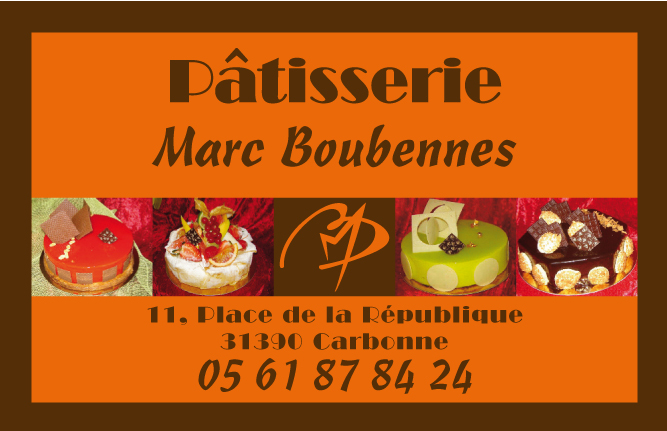 Pâtisserie
Marc Boubennes
11, Place de la République
31390 Carbonne
05 61 87 84 24